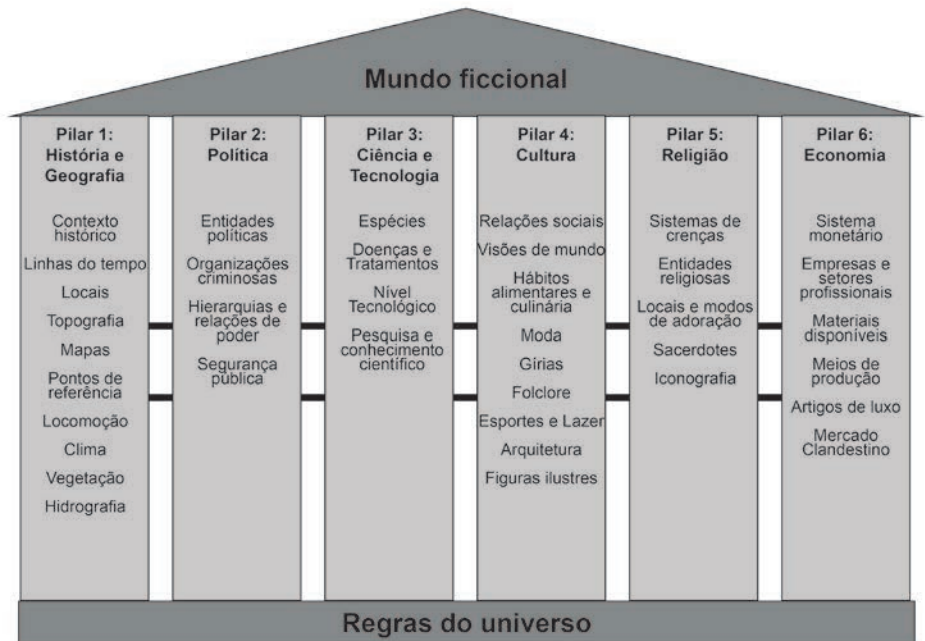 Mundo ficcional
Pilar 1:
História e
Geografia
Contexto
histórico
Linhas do tempo
Locais
Topografia
Mapas
Pontos de
referência
Locomoção
Clima
Vegetação
Hidrografia
Pilar 2:
Política
Entidades
políticas
Organizações
criminosas
Hierarquias e
relações de
poder
Segurança
pública
Pilar 3:
Ciência e
Tecnologia
Espécies
Doenças e
Tratamentos
Nível
Tecnológico
Pesquisa e
conhecimento
científico
Pilar 4:
Cultura
Relações sociais
Visões de mundo
Hábitos
alimentares e
culinária
Moda
Gírias
Folclore
Esportes e Lazer
Arquitetura
Figuras ilustres
Pilar 5:
Religião
Sistemas de
crenças
Entidades
religiosas
Locais e modos
de adoração
Sacerdotes
Iconografia
Pilar 6:
Economia
Sistema
monetário
Empresas e
setores
profissionais
Materiais
disponíveis
Meios de
produção
Artigos de luxo
Mercado
Clandestino
Regras do universo